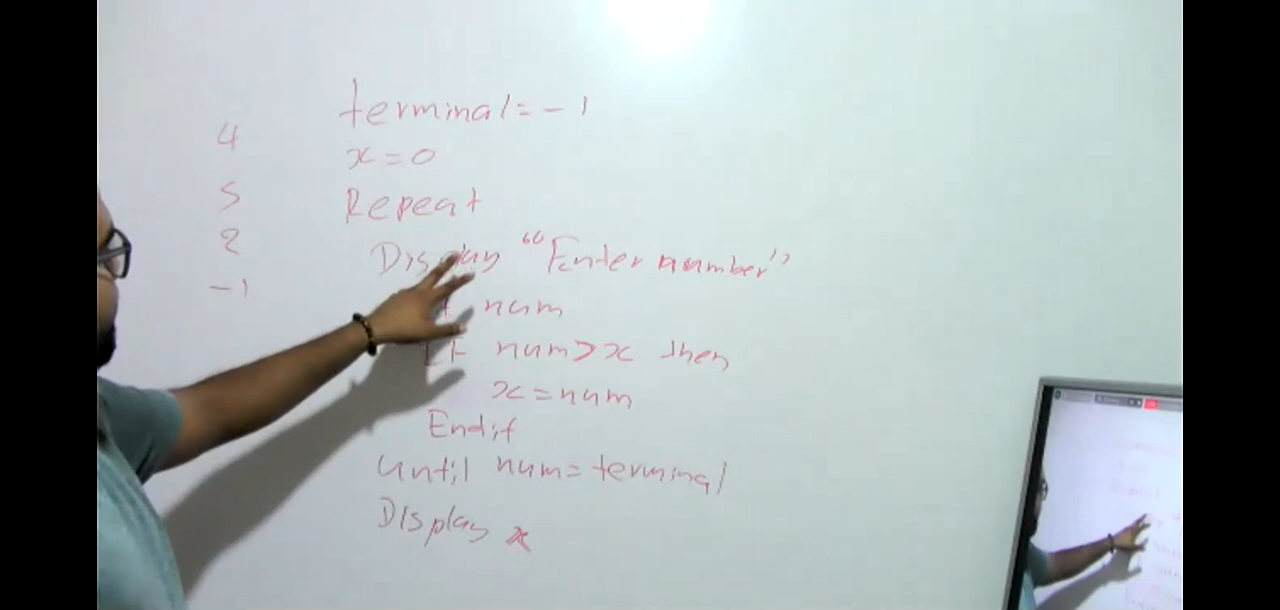 4
5
2
-1
terminal = -1
x = 0
Repeat
Display "Enter number"
num
If num > x then
x = num
Endif
Until num = terminal
Display x